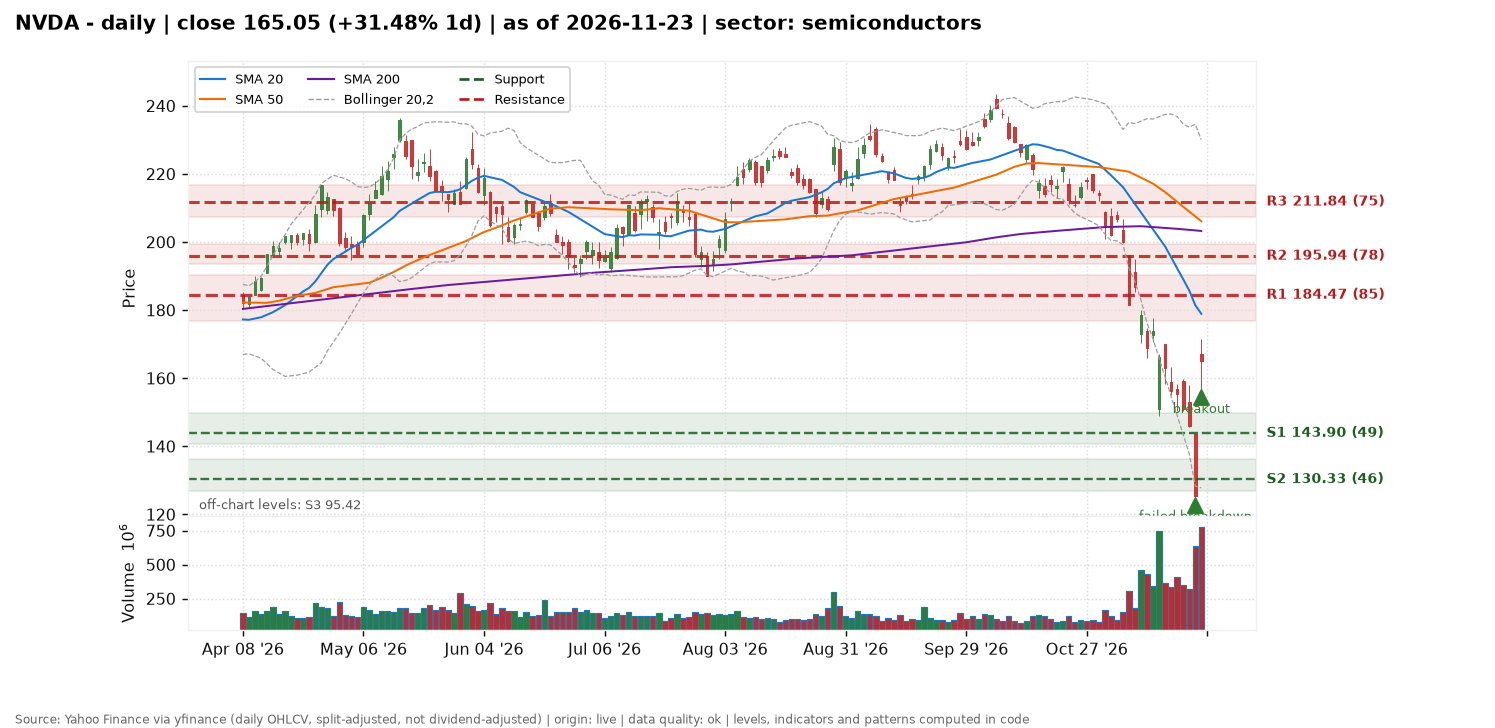 NVDA - daily | close 165.05 (+31.48% 1d) | as of 2026-11-23 | sector: semiconductors
SMA 20
SMA 50
SMA 200
Bollinger 20,2
Support
Resistance
Price
240
220
200
180
160
140
120
R3 211.84 (75)
R2 195.94 (78)
R1 184.47 (85)
S1 143.90 (49)
S2 130.33 (46)
breakout
failed breakdown
off-chart levels: S3 95.42
Volume 10⁶
750
500
250
Apr 08 '26
May 06 '26
Jun 04 '26
Jul 06 '26
Aug 03 '26
Aug 31 '26
Sep 29 '26
Oct 27 '26
Source: Yahoo Finance via yfinance (daily OHLCV, split-adjusted, not dividend-adjusted) | origin: live | data quality: ok | levels, indicators and patterns computed in code